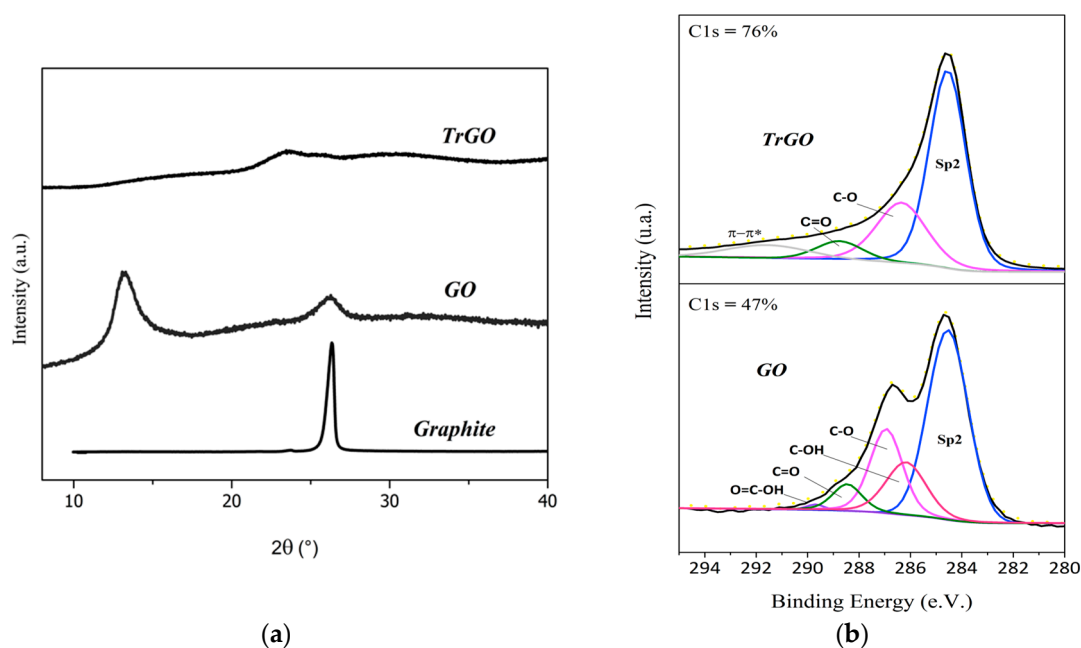 TrGO
GO
Graphite
Intensity (a.u.)
10
20
30
40
2θ (°)
(a)
C1s = 76%
TrGO
Sp2
C-O
C=O
π−π*
C1s = 47%
GO
Sp2
C-O
C-OH
C=O
O=C-OH
Intensity (u.a.)
294 292 290 288 286 284 282 280
Binding Energy (e.V.)
(b)